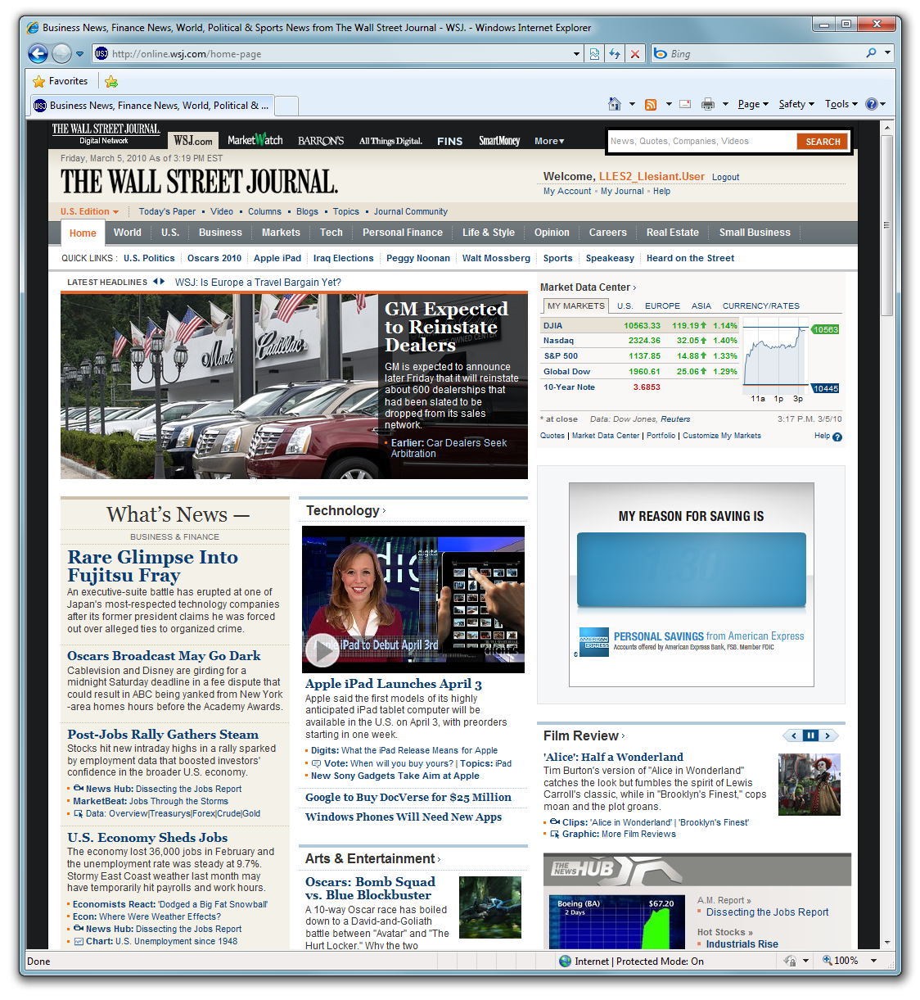 Business News, Finance News, World, Political & Sports News from The Wall Street Journal - WSJ. - Windows Internet Explorer
WSJ http://online.wsj.com/home-page
Bing
Favorites
WSJ Business News, Finance News, World, Political & ...
Page Safety Tools
THE WALL STREET JOURNAL.
Digital Network
WSJ.com MarketWatch BARRON'S All Things Digital. FINS SmartMoney More
News, Quotes, Companies, Videos SEARCH
Friday, March 5, 2010 As of 3:19 PM EST
THE WALL STREET JOURNAL.
Welcome, LLES2_Llesiant.User Logout
My Account My Journal Help
U.S. Edition Today's Paper Video Columns Blogs Topics Journal Community
Home World U.S. Business Markets Tech Personal Finance Life & Style Opinion Careers Real Estate Small Business
QUICK LINKS : U.S. Politics Oscars 2010 Apple iPad Iraq Elections Peggy Noonan Walt Mossberg Sports Speakeasy Heard on the Street
LATEST HEADLINES WSJ: Is Europe a Travel Bargain Yet?
Cadillac
GM Expected
to Reinstate
Dealers
GM is expected to announce
later Friday that it will reinstate
about 600 dealerships that
had been slated to be
dropped from its sales
network.
Earlier: Car Dealers Seek
Arbitration
Market Data Center
MY MARKETS U.S. EUROPE ASIA CURRENCY/RATES
DJIA 10563.33 119.19 1.14%
Nasdaq 2324.36 32.05 1.40%
S&P 500 1137.85 14.88 1.33%
Global Dow 1960.61 25.06 1.29%
10-Year Note 3.6853
10563
10445
11a 1p 3p
* at close Data: Dow Jones, Reuters 3:17 P.M. 3/5/10
Quotes | Market Data Center | Portfolio | Customize My Markets Help ?
What's News —
BUSINESS & FINANCE
Rare Glimpse Into
Fujitsu Fray
An executive-suite battle has erupted at one of
Japan's most-respected technology companies
after its former president claims he was forced
out over alleged ties to organized crime.
Oscars Broadcast May Go Dark
Cablevision and Disney are girding for a
midnight Saturday deadline in a fee dispute that
could result in ABC being yanked from New York
-area homes hours before the Academy Awards.
Post-Jobs Rally Gathers Steam
Stocks hit new intraday highs in a rally sparked
by employment data that boosted investors'
confidence in the broader U.S. economy.
News Hub: Dissecting the Jobs Report
MarketBeat: Jobs Through the Storms
Data: Overview|Treasurys|Forex|Crude|Gold
U.S. Economy Sheds Jobs
The economy lost 36,000 jobs in February and
the unemployment rate was steady at 9.7%.
Stormy East Coast weather last month may
have temporarily hit payrolls and work hours.
Economists React: 'Dodged a Big Fat Snowball'
Econ: Where Were Weather Effects?
News Hub: Dissecting the Jobs Report
Chart: U.S. Unemployment since 1948
Technology
digits
Apple iPad to Debut April 3rd
digits
Apple iPad Launches April 3
Apple said the first models of its highly
anticipated iPad tablet computer will be
available in the U.S. on April 3, with preorders
starting in one week.
Digits: What the iPad Release Means for Apple
Vote: When will you buy yours? | Topics: iPad
New Sony Gadgets Take Aim at Apple
Google to Buy DocVerse for $25 Million
Windows Phones Will Need New Apps
Arts & Entertainment
Oscars: Bomb Squad
vs. Blue Blockbuster
A 10-way Oscar race has boiled
down to a David-and-Goliath
battle between "Avatar" and "The
Hurt Locker." Why the two
MY REASON FOR SAVING IS
AMERICAN EXPRESS
PERSONAL SAVINGS from American Express
Accounts offered by American Express Bank, FSB. Member FDIC
Film Review
'Alice': Half a Wonderland
Tim Burton's version of "Alice in Wonderland"
catches the look but fumbles the spirit of Lewis
Carroll's classic, while in "Brooklyn's Finest," cops
moan and the plot groans.
Clips: 'Alice in Wonderland' | 'Brooklyn's Finest'
Graphic: More Film Reviews
THE NEWS HUB
Boeing (BA) $67.20
2 Days
A.M. Report »
Dissecting the Jobs Report
Hot Stocks »
Industrials Rise
Done
Internet | Protected Mode: On
100%